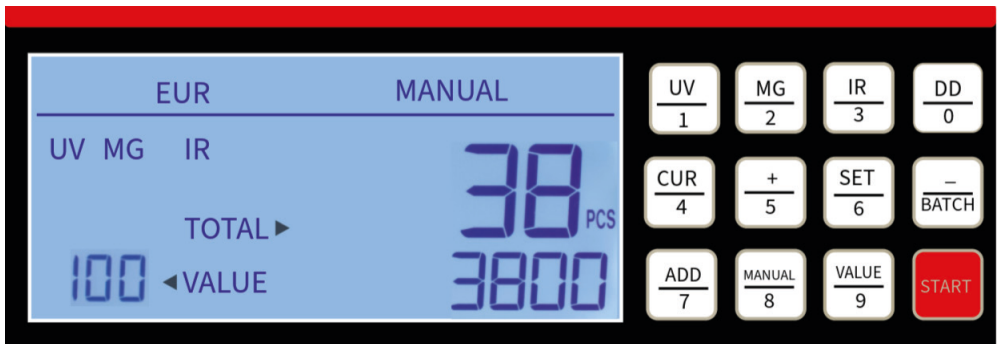 EUR MANUAL
UV MG IR
38 PCS
TOTAL ►
100 ◄ VALUE 3800
UV MG IR DD
1 2 3 0
CUR + SET –
4 5 6 BATCH
ADD MANUAL VALUE START
7 8 9